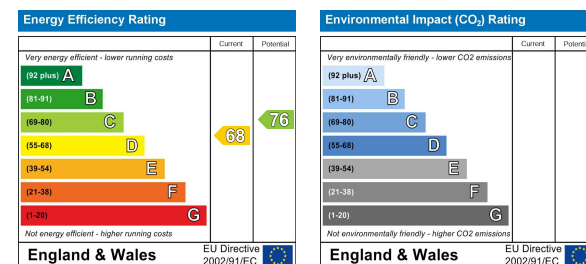 Energy Efficiency Rating
Current Potential
Very energy efficient - lower running costs
(92 plus) A
(81-91) B
(69-80) C
76
(55-68) D
68
(39-54) E
(21-38) F
(1-20) G
Not energy efficient - higher running costs
England & Wales
EU Directive
2002/91/EC
Environmental Impact (CO₂) Rating
Current Potenti
Very environmentally friendly - lower CO2 emissions
(92 plus) A
(81-91) B
(69-80) C
(55-68) D
(39-54) E
(21-38) F
(1-20) G
Not environmentally friendly - higher CO2 emissions
England & Wales
EU Directive
2002/91/EC